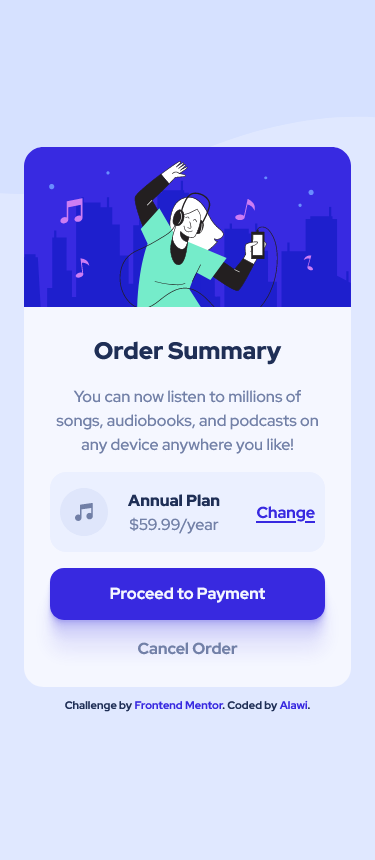 Order Summary
You can now listen to millions of
songs, audiobooks, and podcasts on
any device anywhere you like!
Annual Plan
$59.99/year
Change
Proceed to Payment
Cancel Order
Challenge by Frontend Mentor. Coded by Alawi.